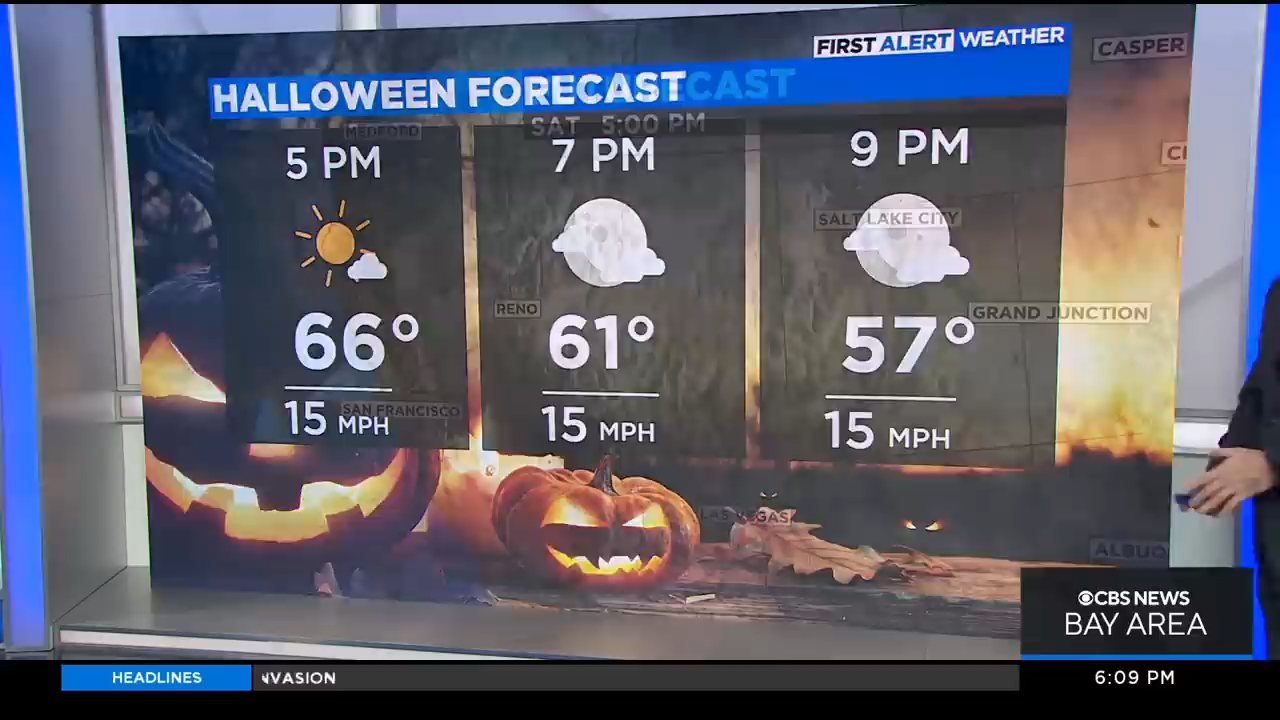 FIRST ALERT WEATHER
CASPER
HALLOWEEN FORECAST
SAT 5:00 PM
MEDFORD
5 PM
7 PM
9 PM
SALT LAKE CITY
RENO
GRAND JUNCTION
66°
61°
57°
SAN FRANCISCO
15 MPH
15 MPH
15 MPH
LAS VEGAS
ALBUQ
CBS NEWS
BAY AREA
HEADLINES
VASION
6:09 PM